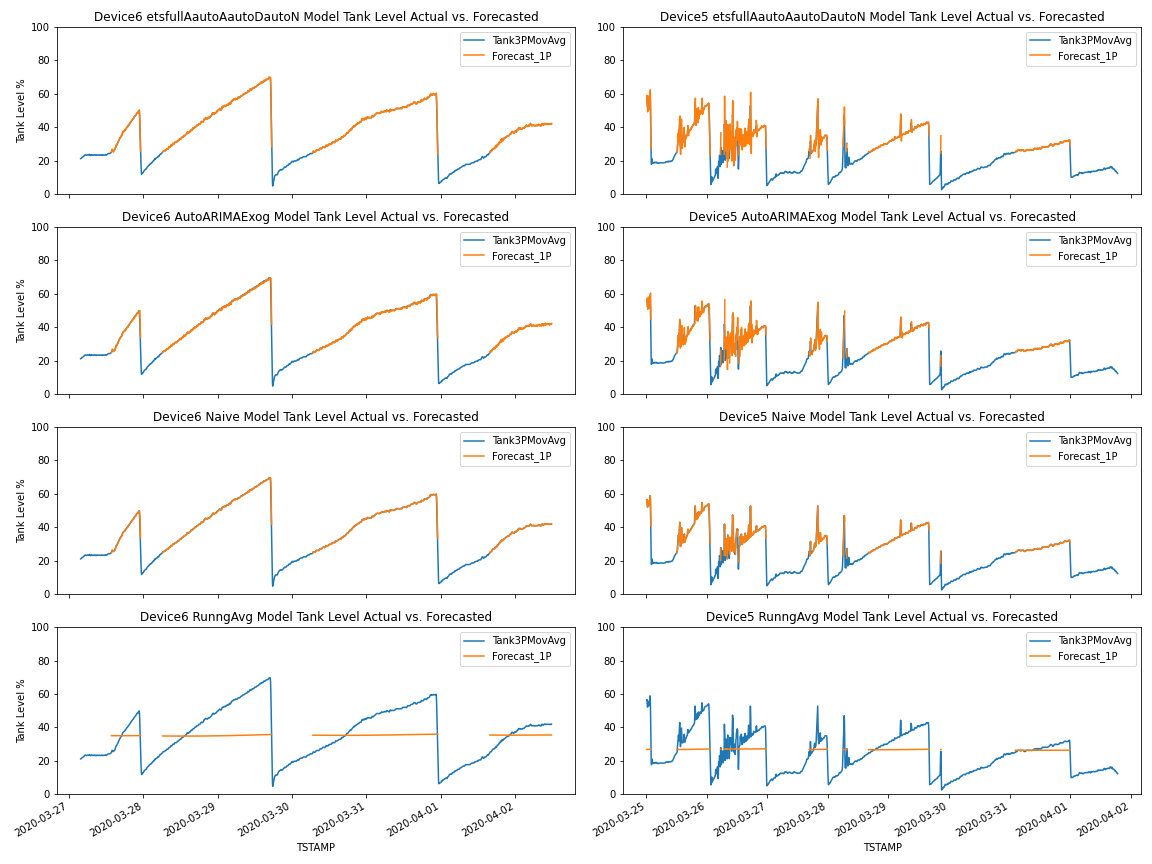 Device6 etsfullAautoAautoDautoN Model Tank Level Actual vs. Forecasted
Tank Level %
100
80
60
40
20
0
Tank3PMovAvg
Forecast_1P
Device5 etsfullAautoAautoDautoN Model Tank Level Actual vs. Forecasted
100
80
60
40
20
0
Tank3PMovAvg
Forecast_1P
Device6 AutoARIMAExog Model Tank Level Actual vs. Forecasted
Tank Level %
100
80
60
40
20
0
Tank3PMovAvg
Forecast_1P
Device5 AutoARIMAExog Model Tank Level Actual vs. Forecasted
100
80
60
40
20
0
Tank3PMovAvg
Forecast_1P
Device6 Naive Model Tank Level Actual vs. Forecasted
Tank Level %
100
80
60
40
20
0
Tank3PMovAvg
Forecast_1P
Device5 Naive Model Tank Level Actual vs. Forecasted
100
80
60
40
20
0
Tank3PMovAvg
Forecast_1P
Device6 RunngAvg Model Tank Level Actual vs. Forecasted
Tank Level %
100
80
60
40
20
0
Tank3PMovAvg
Forecast_1P
2020-03-27
2020-03-28
2020-03-29
2020-03-30
2020-03-31
2020-04-01
2020-04-02
TSTAMP
Device5 RunngAvg Model Tank Level Actual vs. Forecasted
100
80
60
40
20
0
Tank3PMovAvg
Forecast_1P
2020-03-25
2020-03-26
2020-03-27
2020-03-28
2020-03-29
2020-03-30
2020-03-31
2020-04-01
2020-04-02
TSTAMP